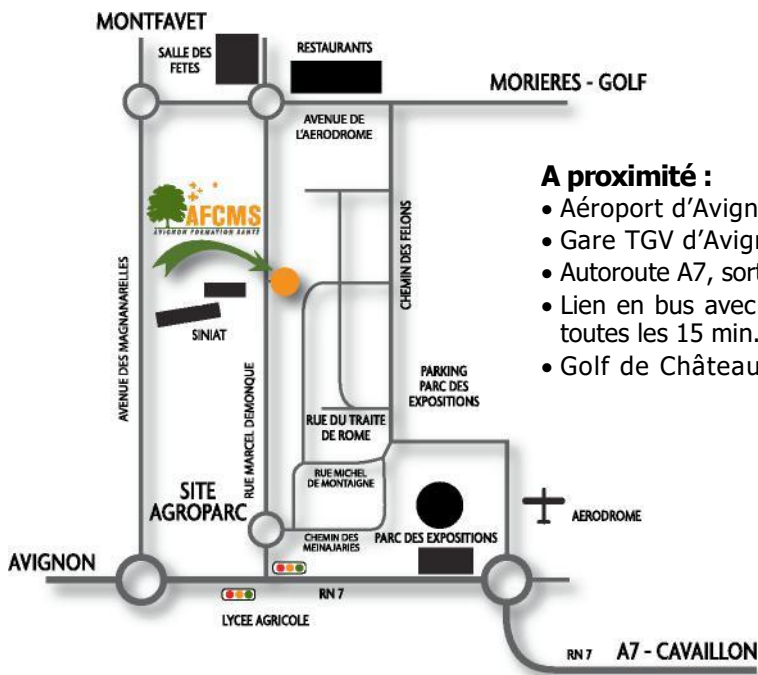 MONTFAVET
SALLE DES
FETES
RESTAURANTS
MORIERES - GOLF
AVENUE DE
L'AERODROME
AFCMS
AVIGNON FORMATION SANTÉ
A proximité :
• Aéroport d'Avign
• Gare TGV d'Avign
• Autoroute A7, sort
• Lien en bus avec
toutes les 15 min.
• Golf de Château
AVENUE DES MAGNANARELLES
SINIAT
RUE MARCEL DEMONQUE
CHEMIN DES FELONS
PARKING
PARC DES
EXPOSITIONS
RUE DU TRAITE
DE ROME
RUE MICHEL
DE MONTAIGNE
SITE
AGROPARC
CHEMIN DES
MEINAJARIES
PARC DES EXPOSITIONS
AERODROME
AVIGNON
RN 7
LYCEE AGRICOLE
RN 7
A7 - CAVAILLON